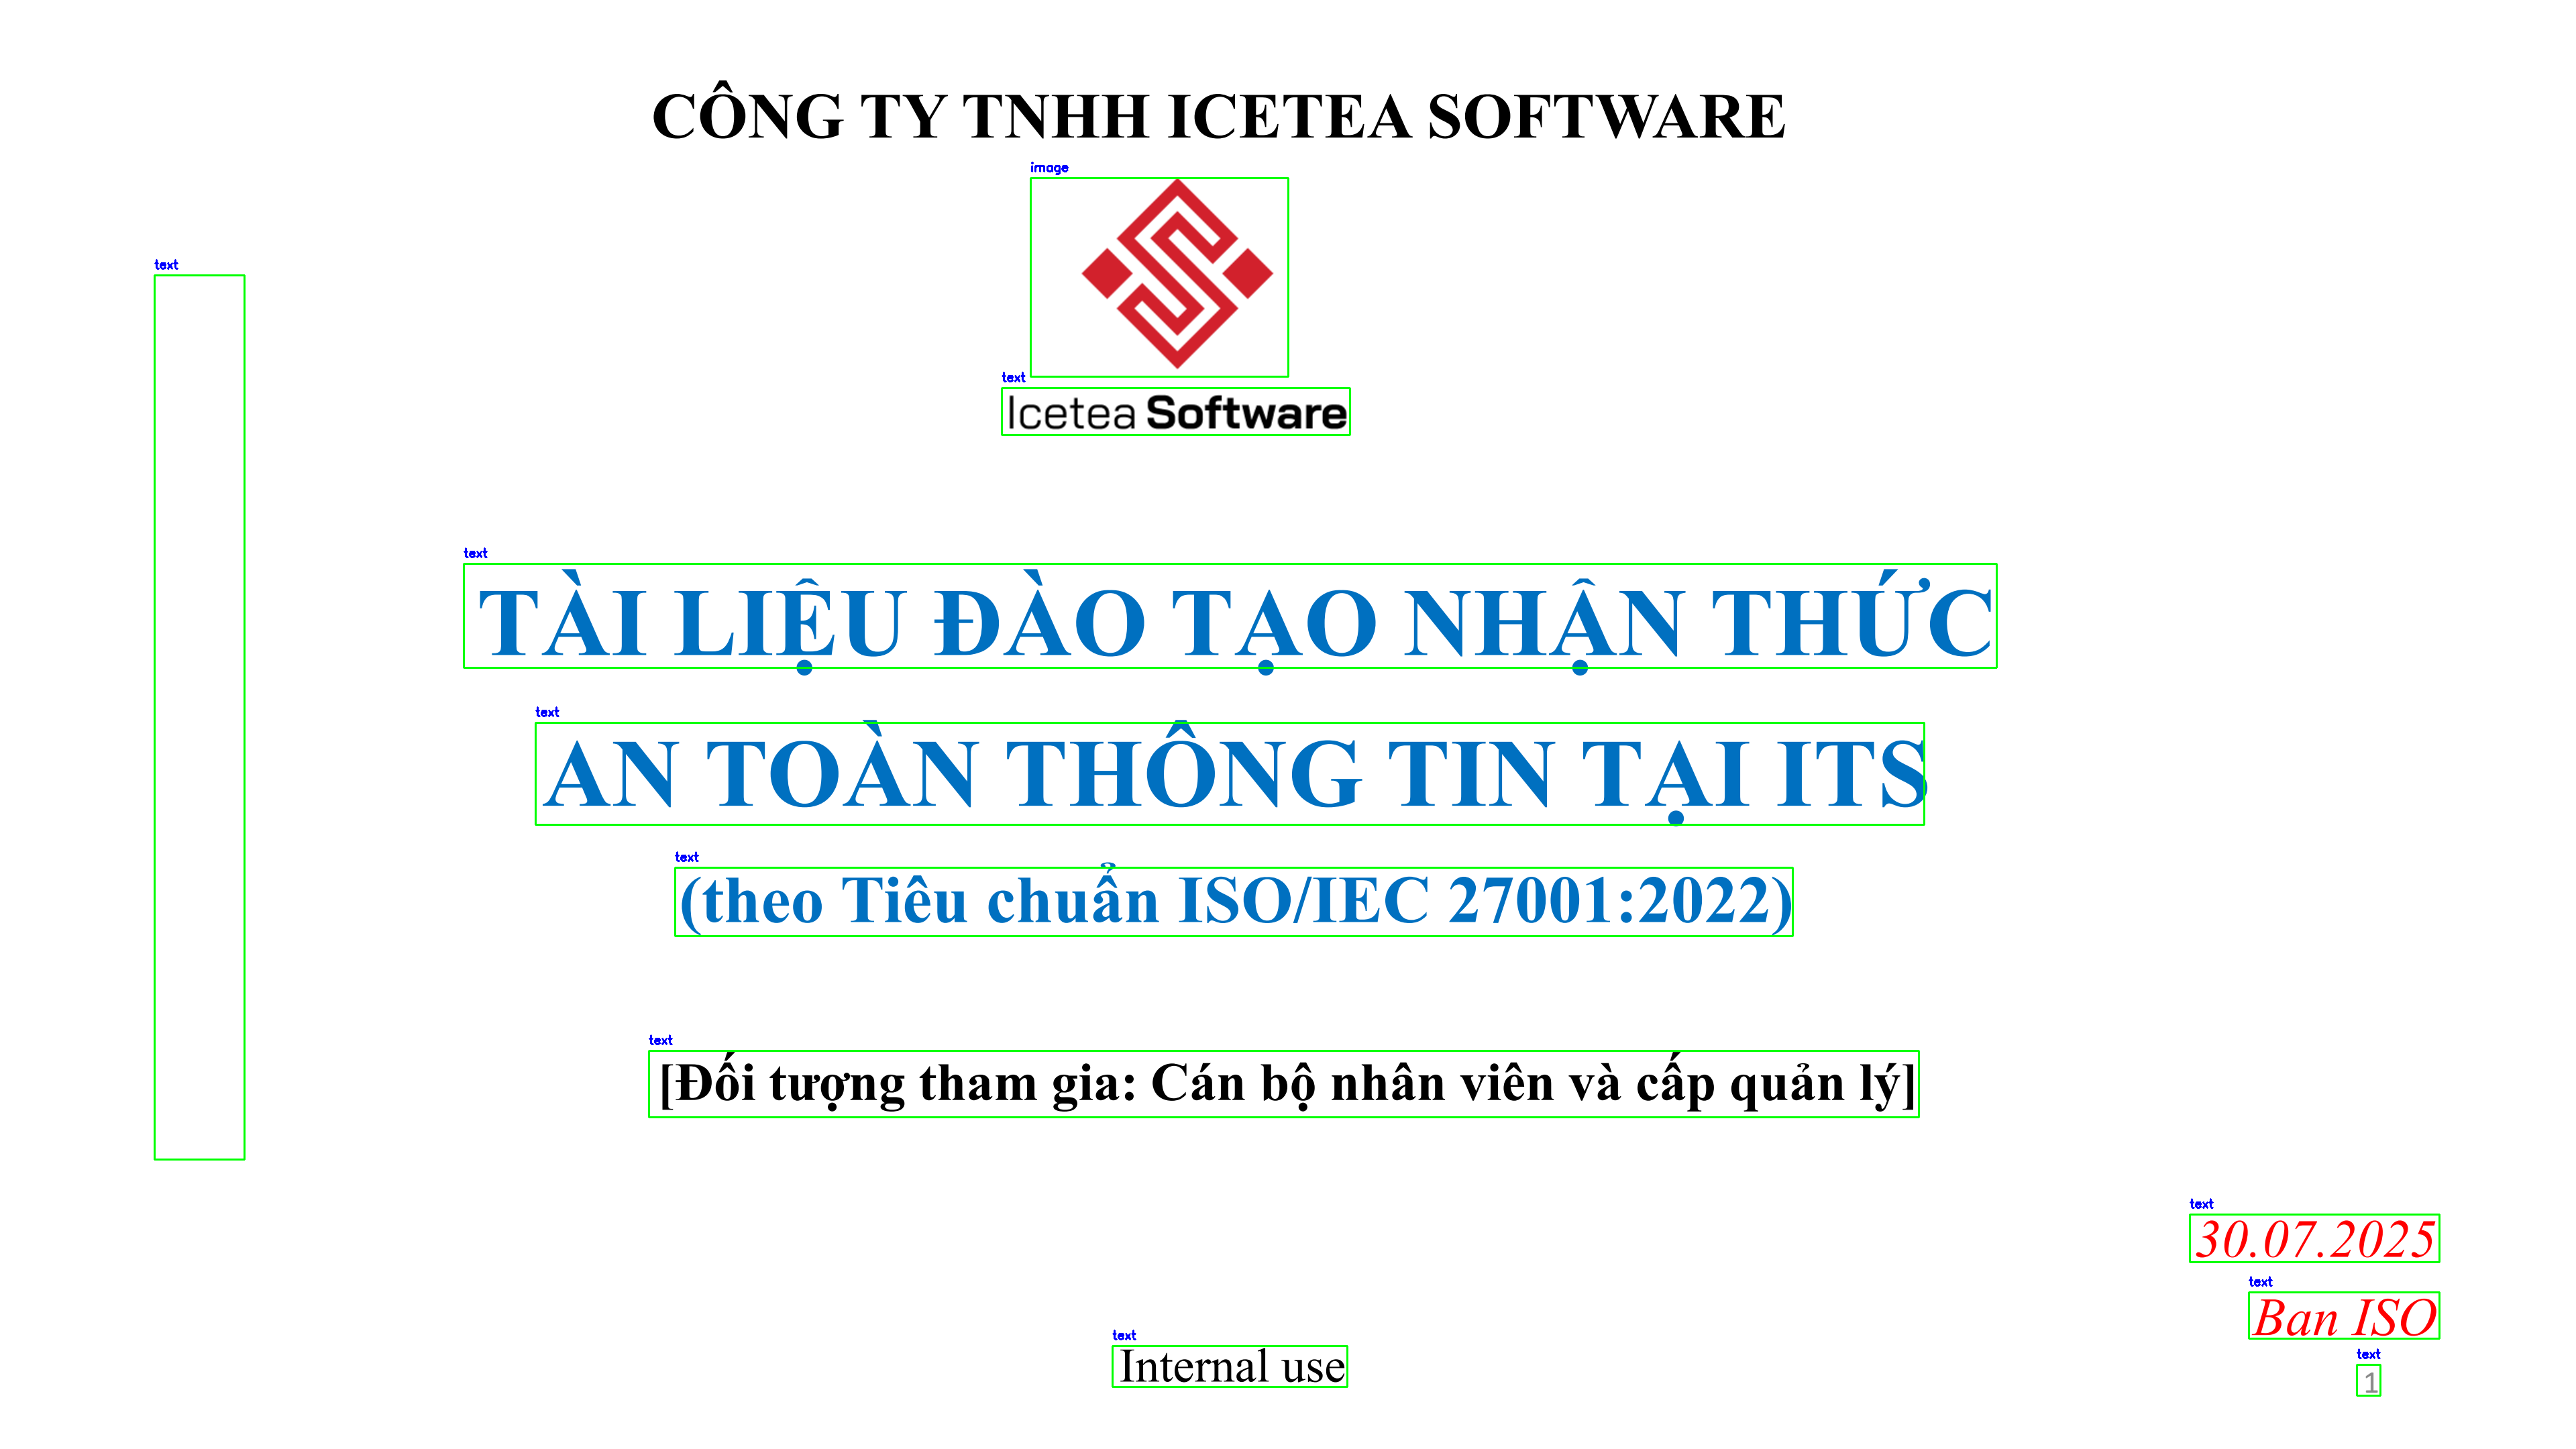 CÔNG TY TNHH ICETEA SOFTWARE
image
text
text
Icetea Software
text
TÀI LIỆU ĐÀO TẠO NHẬN THỨC
text
AN TOÀN THÔNG TIN TẠI ITS
text
(theo Tiêu chuẩn ISO/IEC 27001:2022)
text
[Đối tượng tham gia: Cán bộ nhân viên và cấp quản lý]
text
30.07.2025
text
Ban ISO
text
Internal use
text
1